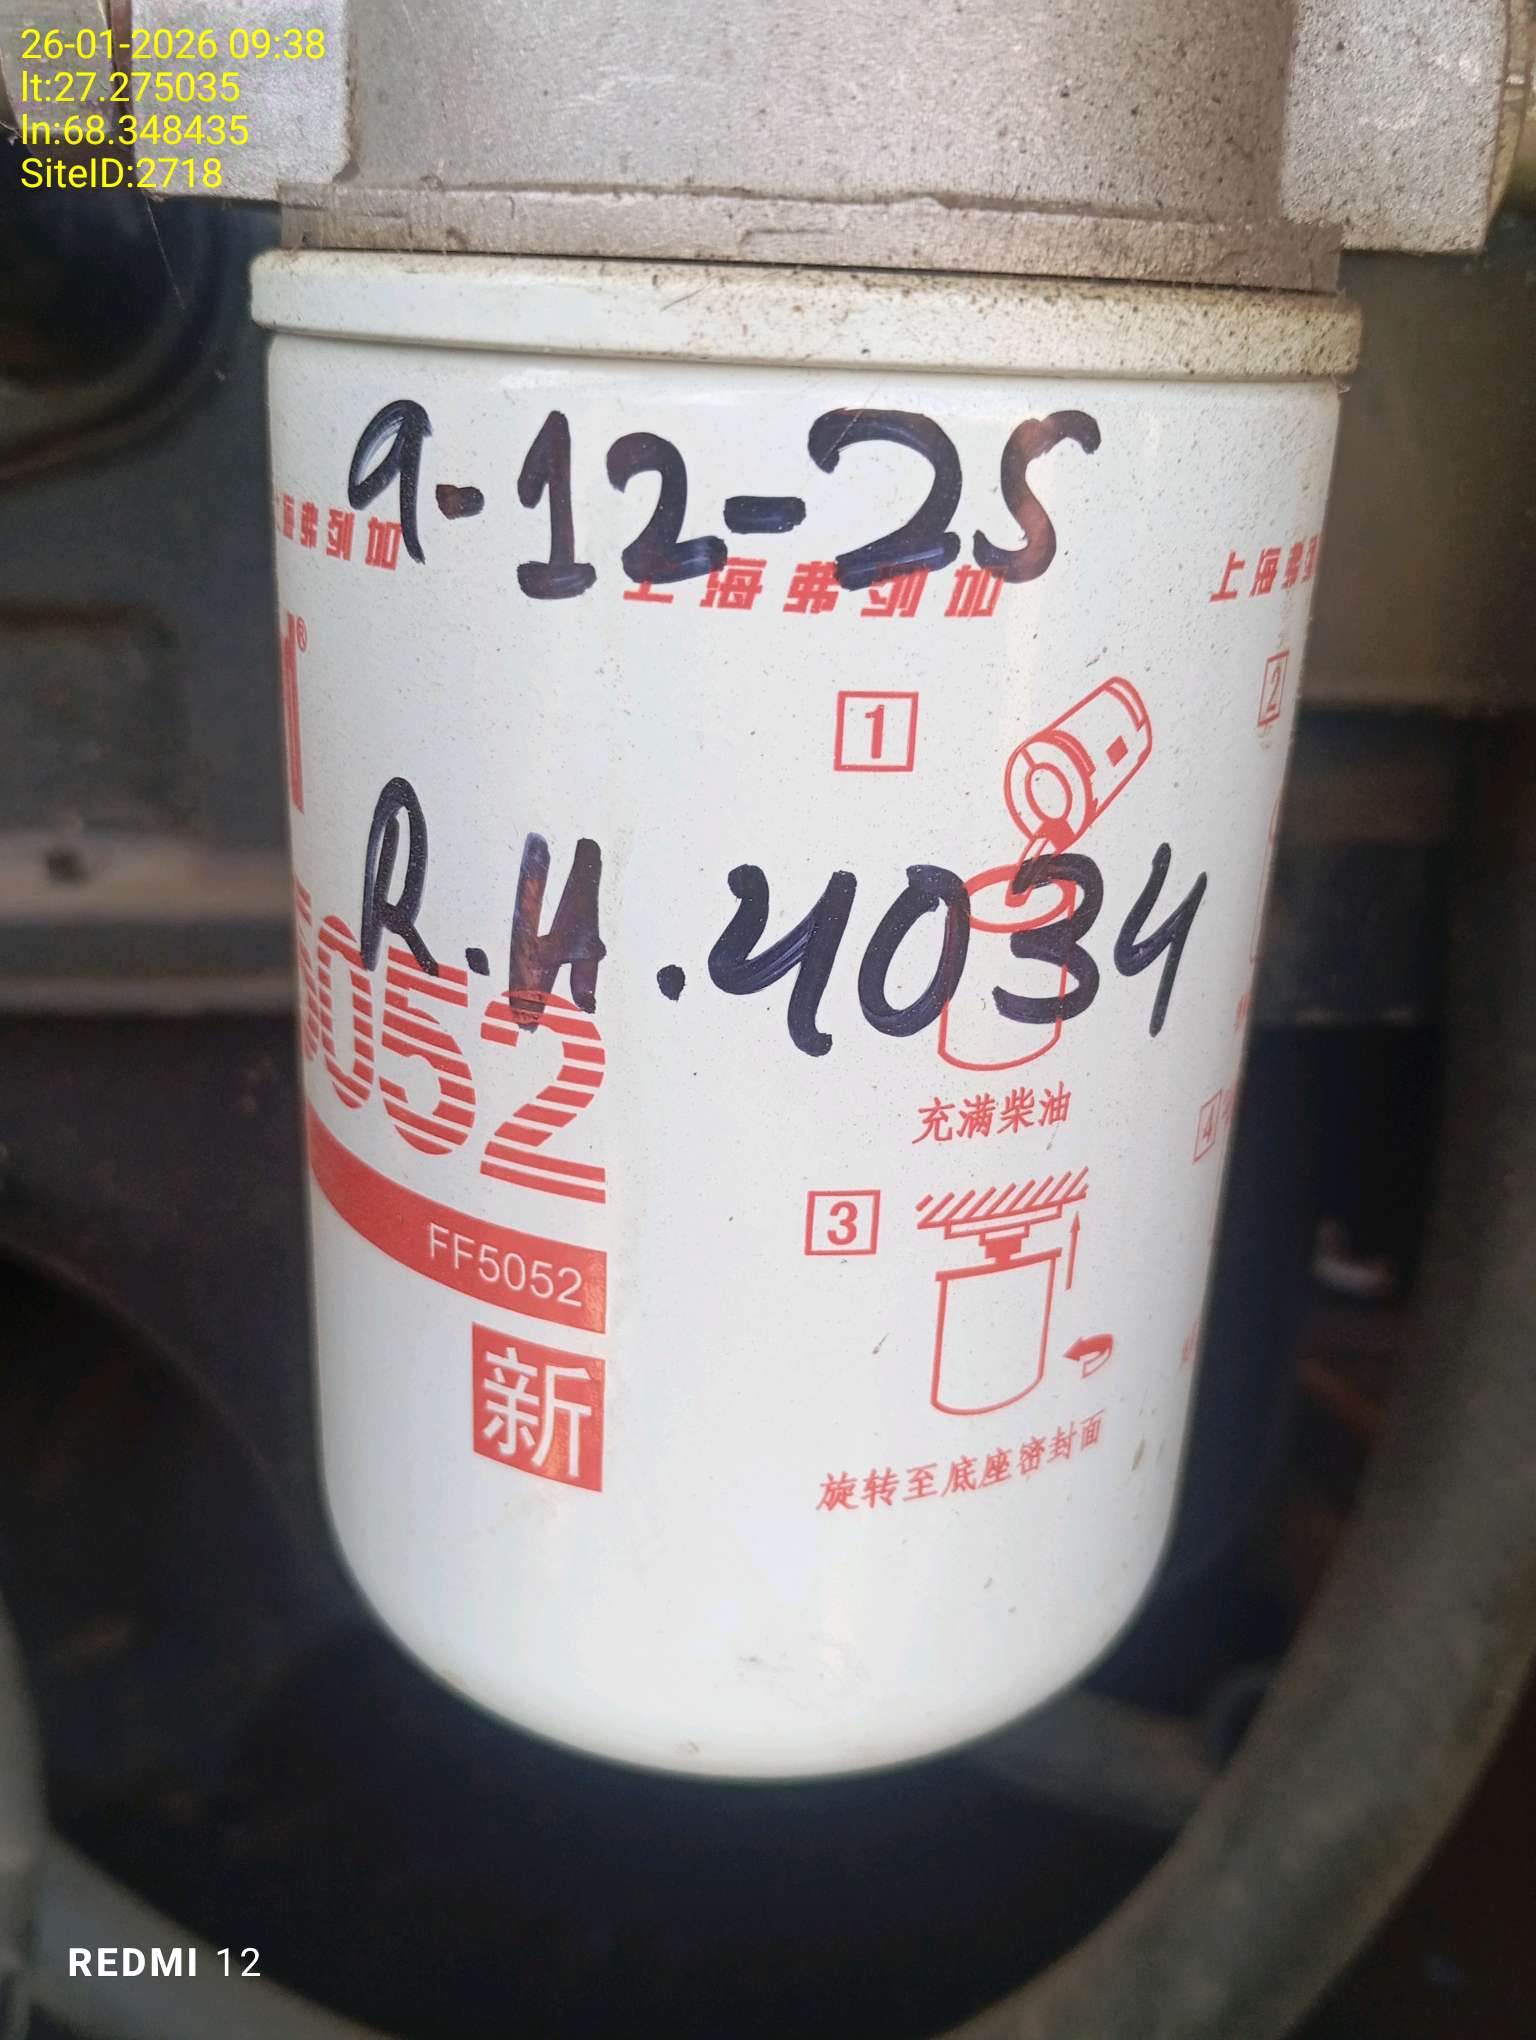 26-01-2026 09:38
lt:27.275035
ln:68.348435
SiteID:2718
9-12-25
上海弗列加
海弗列加
上海弗列
®
1
2
R.H.4034
5052
充满柴油
4
3
FF5052
新
旋转至底座密封面
REDMI 12